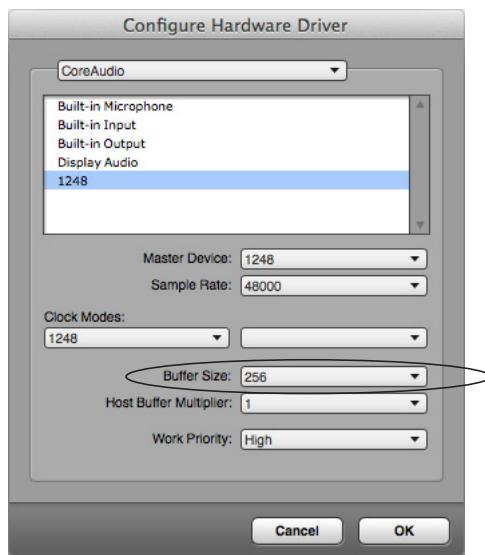 Configure Hardware Driver
CoreAudio
Built-in Microphone
Built-in Input
Built-in Output
Display Audio
1248
Master Device: 1248
Sample Rate: 48000
Clock Modes:
1248
Buffer Size: 256
Host Buffer Multiplier: 1
Work Priority: High
Cancel OK